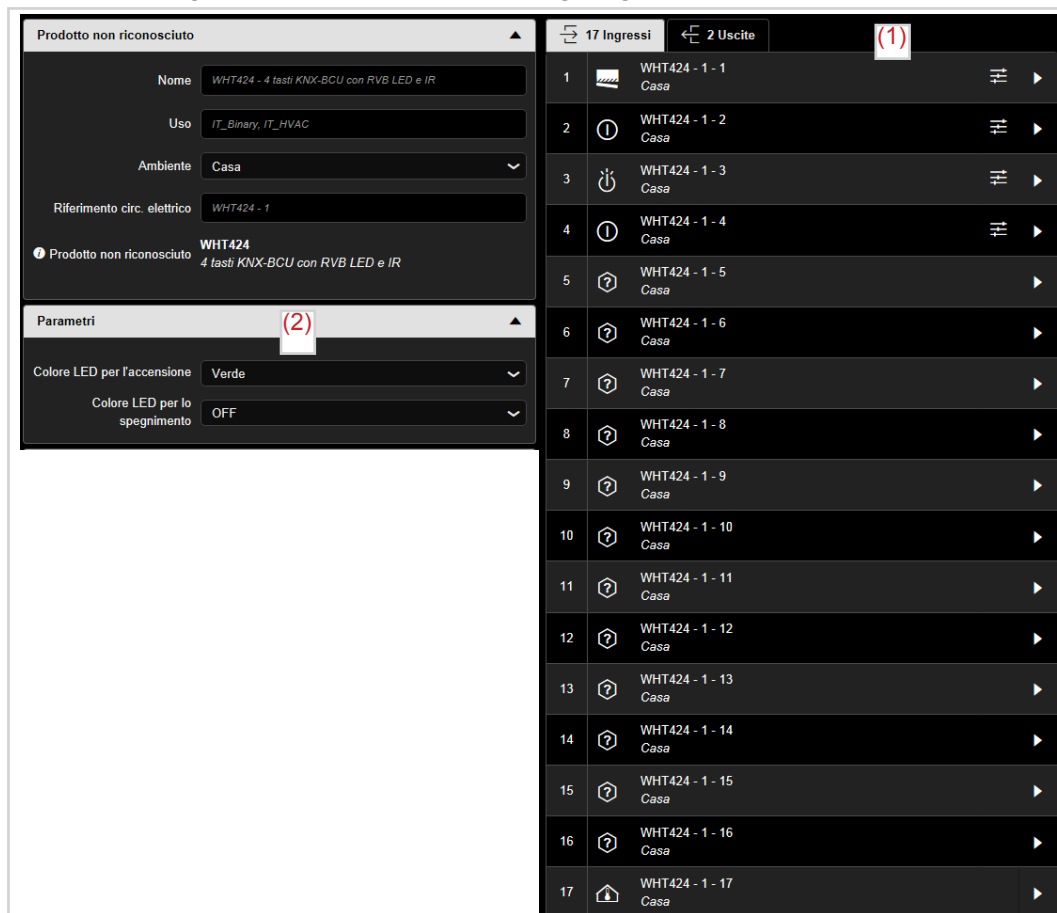 Prodotto non riconosciuto
Nome WHT424 - 4 tasti KNX-BCU con RVB LED e IR
Uso IT_Binary, IT_HVAC
Ambiente Casa
Riferimento circ. elettrico WHT424 - 1
Prodotto non riconosciuto WHT424
4 tasti KNX-BCU con RVB LED e IR
Parametri (2)
Colore LED per l'accensione Verde
Colore LED per lo
spegnimento OFF
17 Ingressi 2 Uscite (1)
1 WHT424 - 1 - 1
Casa
2 WHT424 - 1 - 2
Casa
3 WHT424 - 1 - 3
Casa
4 WHT424 - 1 - 4
Casa
5 WHT424 - 1 - 5
Casa
6 WHT424 - 1 - 6
Casa
7 WHT424 - 1 - 7
Casa
8 WHT424 - 1 - 8
Casa
9 WHT424 - 1 - 9
Casa
10 WHT424 - 1 - 10
Casa
11 WHT424 - 1 - 11
Casa
12 WHT424 - 1 - 12
Casa
13 WHT424 - 1 - 13
Casa
14 WHT424 - 1 - 14
Casa
15 WHT424 - 1 - 15
Casa
16 WHT424 - 1 - 16
Casa
17 WHT424 - 1 - 17
Casa